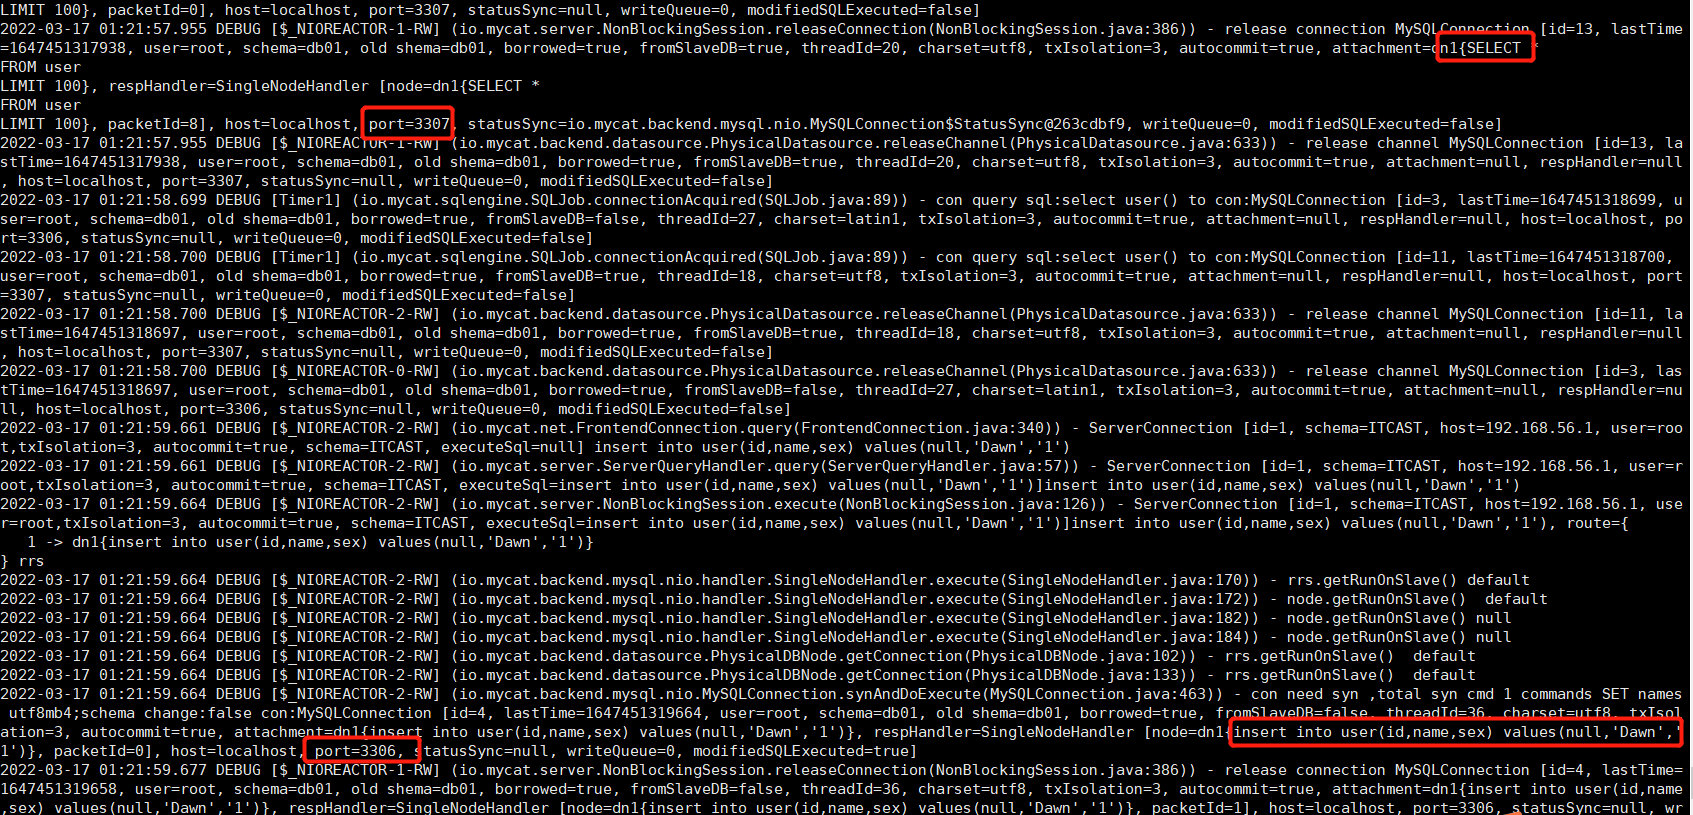 LIMIT 100}, packetId=0], host=localhost, port=3307, statusSync=null, writeQueue=0, modifiedSQLExecuted=false]
2022-03-17 01:21:57.955 DEBUG [$_NIOREACTOR-1-RW] (io.mycat.server.NonBlockingSession.releaseConnection(NonBlockingSession.java:386)) - release connection MySQLConnection [id=13, lastTime
=1647451317938, user=root, schema=db01, old shema=db01, borrowed=true, fromSlaveDB=true, threadId=20, charset=utf8, txIsolation=3, autocommit=true, attachment=dn1{SELECT *
FROM user
LIMIT 100}, respHandler=SingleNodeHandler [node=dn1{SELECT *
FROM user
LIMIT 100}, packetId=8], host=localhost, port=3307, statusSync=io.mycat.backend.mysql.nio.MySQLConnection$StatusSync@263cdbf9, writeQueue=0, modifiedSQLExecuted=false]
2022-03-17 01:21:57.955 DEBUG [$_NIOREACTOR-1-RW] (io.mycat.backend.datasource.PhysicalDatasource.releaseChannel(PhysicalDatasource.java:633)) - release channel MySQLConnection [id=13, la
stTime=1647451317938, user=root, schema=db01, old shema=db01, borrowed=true, fromSlaveDB=true, threadId=20, charset=utf8, txIsolation=3, autocommit=true, attachment=null, respHandler=null
, host=localhost, port=3307, statusSync=null, writeQueue=0, modifiedSQLExecuted=false]
2022-03-17 01:21:58.699 DEBUG [Timer1] (io.mycat.sqlengine.SQLJob.connectionAcquired(SQLJob.java:89)) - con query sql:select user() to con:MySQLConnection [id=3, lastTime=1647451318699, u
ser=root, schema=db01, old shema=db01, borrowed=true, fromSlaveDB=false, threadId=27, charset=latin1, txIsolation=3, autocommit=true, attachment=null, respHandler=null, host=localhost, po
rt=3306, statusSync=null, writeQueue=0, modifiedSQLExecuted=false]
2022-03-17 01:21:58.700 DEBUG [Timer1] (io.mycat.sqlengine.SQLJob.connectionAcquired(SQLJob.java:89)) - con query sql:select user() to con:MySQLConnection [id=11, lastTime=1647451318700,
user=root, schema=db01, old shema=db01, borrowed=true, fromSlaveDB=true, threadId=18, charset=utf8, txIsolation=3, autocommit=true, attachment=null, respHandler=null, host=localhost, port
=3307, statusSync=null, writeQueue=0, modifiedSQLExecuted=false]
2022-03-17 01:21:58.700 DEBUG [$_NIOREACTOR-2-RW] (io.mycat.backend.datasource.PhysicalDatasource.releaseChannel(PhysicalDatasource.java:633)) - release channel MySQLConnection [id=11, la
stTime=1647451318697, user=root, schema=db01, old shema=db01, borrowed=true, fromSlaveDB=true, threadId=18, charset=utf8, txIsolation=3, autocommit=true, attachment=null, respHandler=null
, host=localhost, port=3307, statusSync=null, writeQueue=0, modifiedSQLExecuted=false]
2022-03-17 01:21:58.700 DEBUG [$_NIOREACTOR-0-RW] (io.mycat.backend.datasource.PhysicalDatasource.releaseChannel(PhysicalDatasource.java:633)) - release channel MySQLConnection [id=3, las
tTime=1647451318697, user=root, schema=db01, old shema=db01, borrowed=true, fromSlaveDB=false, threadId=27, charset=latin1, txIsolation=3, autocommit=true, attachment=null, respHandler=nu
ll, host=localhost, port=3306, statusSync=null, writeQueue=0, modifiedSQLExecuted=false]
2022-03-17 01:21:59.661 DEBUG [$_NIOREACTOR-2-RW] (io.mycat.net.FrontendConnection.query(FrontendConnection.java:340)) - ServerConnection [id=1, schema=ITCAST, host=192.168.56.1, user=roo
t,txIsolation=3, autocommit=true, schema=ITCAST, executeSql=null] insert into user(id,name,sex) values(null,'Dawn','1')
2022-03-17 01:21:59.661 DEBUG [$_NIOREACTOR-2-RW] (io.mycat.server.ServerQueryHandler.query(ServerQueryHandler.java:57)) - ServerConnection [id=1, schema=ITCAST, host=192.168.56.1, user=r
oot,txIsolation=3, autocommit=true, schema=ITCAST, executeSql=insert into user(id,name,sex) values(null,'Dawn','1')]insert into user(id,name,sex) values(null,'Dawn','1')
2022-03-17 01:21:59.664 DEBUG [$_NIOREACTOR-2-RW] (io.mycat.server.NonBlockingSession.execute(NonBlockingSession.java:126)) - ServerConnection [id=1, schema=ITCAST, host=192.168.56.1, use
r=root,txIsolation=3, autocommit=true, schema=ITCAST, executeSql=insert into user(id,name,sex) values(null,'Dawn','1')]insert into user(id,name,sex) values(null,'Dawn','1'), route={
1 -> dn1{insert into user(id,name,sex) values(null,'Dawn','1')}
} rrs
2022-03-17 01:21:59.664 DEBUG [$_NIOREACTOR-2-RW] (io.mycat.backend.mysql.nio.handler.SingleNodeHandler.execute(SingleNodeHandler.java:170)) - rrs.getRunOnSlave() default
2022-03-17 01:21:59.664 DEBUG [$_NIOREACTOR-2-RW] (io.mycat.backend.mysql.nio.handler.SingleNodeHandler.execute(SingleNodeHandler.java:172)) - node.getRunOnSlave()  default
2022-03-17 01:21:59.664 DEBUG [$_NIOREACTOR-2-RW] (io.mycat.backend.mysql.nio.handler.SingleNodeHandler.execute(SingleNodeHandler.java:182)) - node.getRunOnSlave() null
2022-03-17 01:21:59.664 DEBUG [$_NIOREACTOR-2-RW] (io.mycat.backend.mysql.nio.handler.SingleNodeHandler.execute(SingleNodeHandler.java:184)) - node.getRunOnSlave() null
2022-03-17 01:21:59.664 DEBUG [$_NIOREACTOR-2-RW] (io.mycat.backend.datasource.PhysicalDBNode.getConnection(PhysicalDBNode.java:102)) - rrs.getRunOnSlave()  default
2022-03-17 01:21:59.664 DEBUG [$_NIOREACTOR-2-RW] (io.mycat.backend.datasource.PhysicalDBNode.getConnection(PhysicalDBNode.java:133)) - rrs.getRunOnSlave()  default
2022-03-17 01:21:59.664 DEBUG [$_NIOREACTOR-2-RW] (io.mycat.backend.mysql.nio.MySQLConnection.synAndDoExecute(MySQLConnection.java:463)) - con need syn ,total syn cmd 1 commands SET names
utf8mb4;schema change:false con:MySQLConnection [id=4, lastTime=1647451319664, user=root, schema=db01, old shema=db01, borrowed=true, fromSlaveDB=false, threadId=36, charset=utf8, txIsol
ation=3, autocommit=true, attachment=dn1{insert into user(id,name,sex) values(null,'Dawn','1')}, respHandler=SingleNodeHandler [node=dn1{insert into user(id,name,sex) values(null,'Dawn','
1')}, packetId=0], host=localhost, port=3306, statusSync=null, writeQueue=0, modifiedSQLExecuted=true]
2022-03-17 01:21:59.677 DEBUG [$_NIOREACTOR-1-RW] (io.mycat.server.NonBlockingSession.releaseConnection(NonBlockingSession.java:386)) - release connection MySQLConnection [id=4, lastTime=
1647451319658, user=root, schema=db01, old shema=db01, borrowed=true, fromSlaveDB=false, threadId=36, charset=utf8, txIsolation=3, autocommit=true, attachment=dn1{insert into user(id,name
,sex) values(null,'Dawn','1')}, respHandler=SingleNodeHandler [node=dn1{insert into user(id,name,sex) values(null,'Dawn','1')}, packetId=1], host=localhost, port=3306, statusSync=null, wr